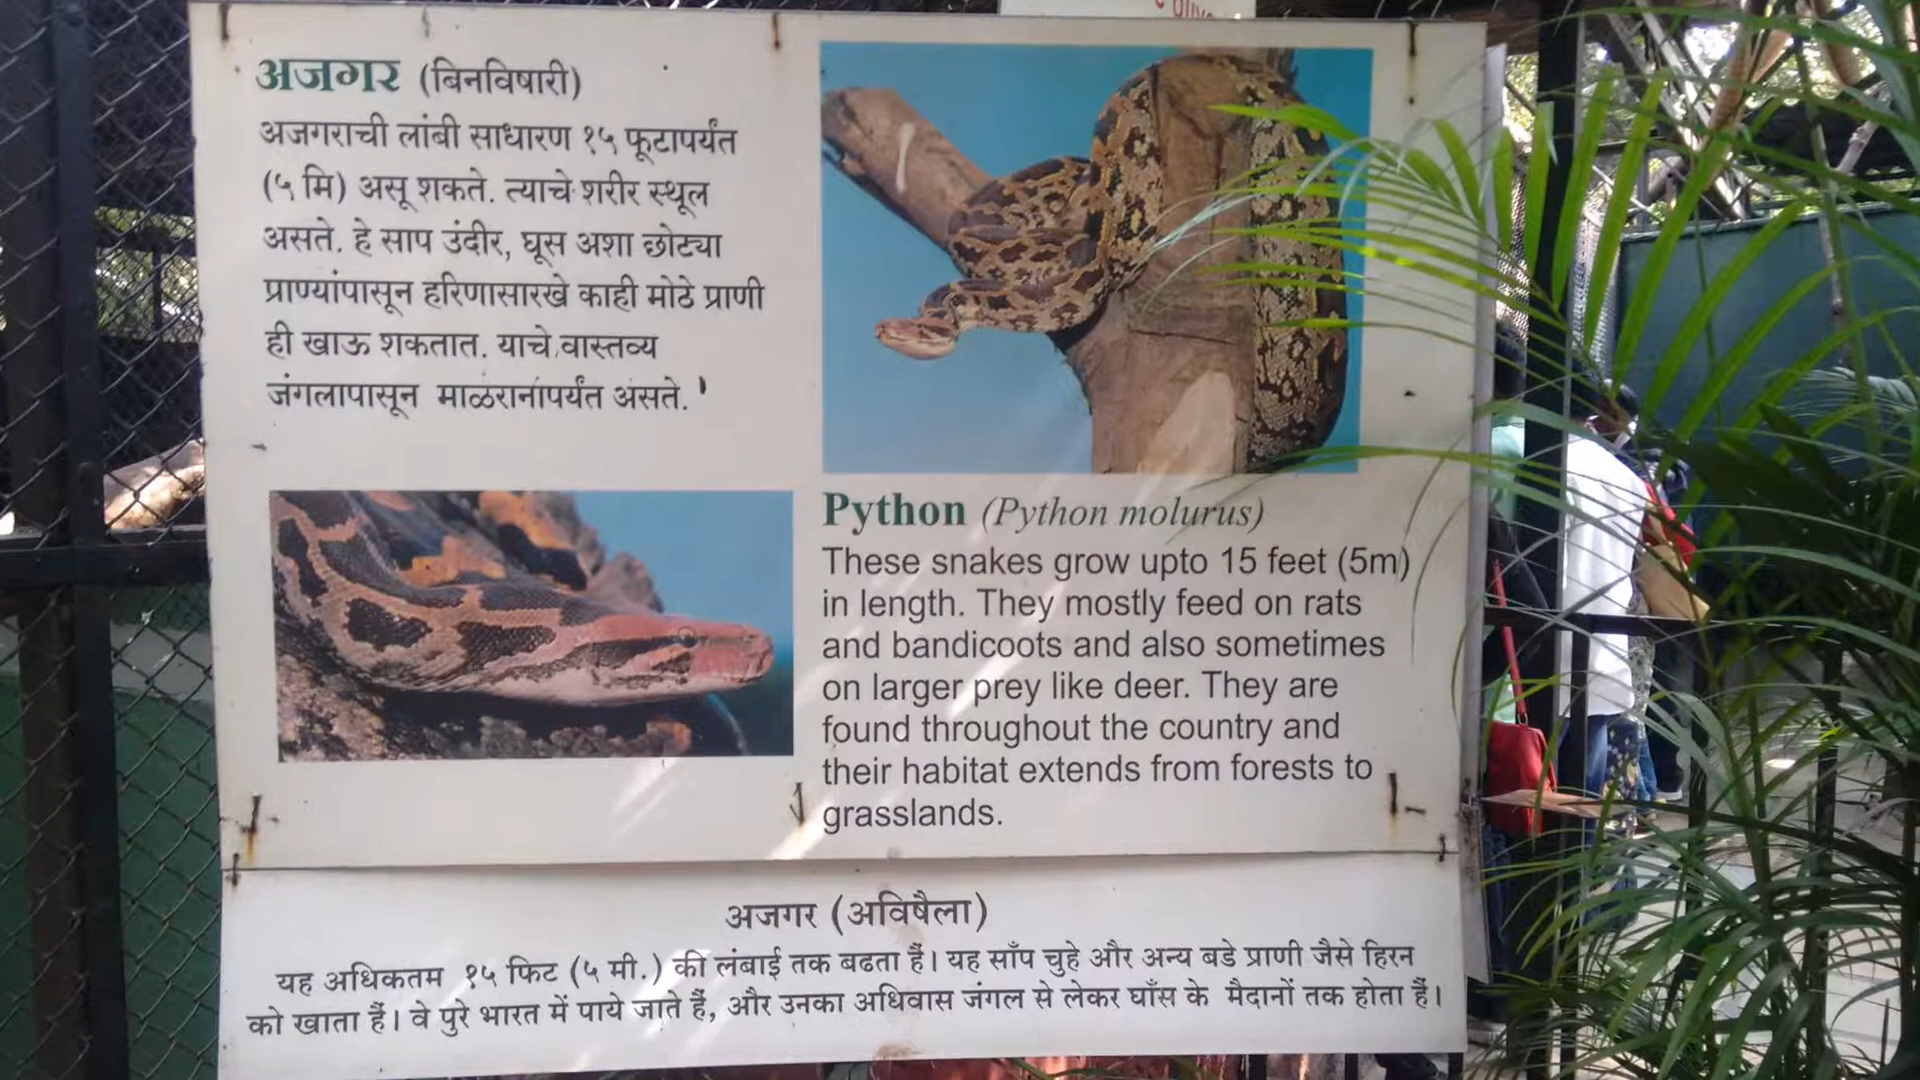 अजगर (बिनविषारी)
अजगराची लांबी साधारण १५ फूटापर्यंत
(५ मि) असू शकते. त्याचे शरीर स्थूल
असते. हे साप उंदीर, घूस अशा छोट्या
प्राण्यांपासून हरिणासारखे काही मोठे प्राणी
ही खाऊ शकतात. याचे वास्तव्य
जंगलापासून माळरानांपर्यंत असते.
Python (Python molurus)
These snakes grow upto 15 feet (5m)
in length. They mostly feed on rats
and bandicoots and also sometimes
on larger prey like deer. They are
found throughout the country and
their habitat extends from forests to
grasslands.
अजगर (अविषैला)
यह अधिकतम १५ फिट (५ मी.) की लंबाई तक बढता हैं। यह साँप चुहे और अन्य बडे प्राणी जैसे हिरन
को खाता हैं। वे पुरे भारत में पाये जाते हैं, और उनका अधिवास जंगल से लेकर घाँस के मैदानों तक होता हैं।